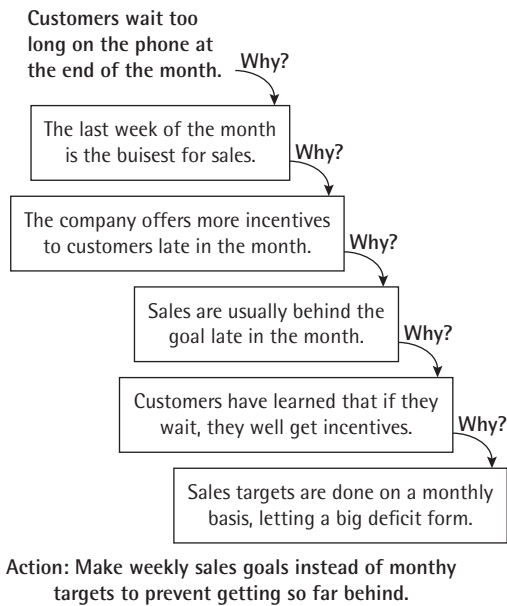 Customers wait too
long on the phone at
the end of the month.
Why?
The last week of the month
is the buisest for sales.
Why?
The company offers more incentives
to customers late in the month.
Why?
Sales are usually behind the
goal late in the month.
Why?
Customers have learned that if they
wait, they well get incentives.
Why?
Sales targets are done on a monthly
basis, letting a big deficit form.
Action: Make weekly sales goals instead of monthy
targets to prevent getting so far behind.